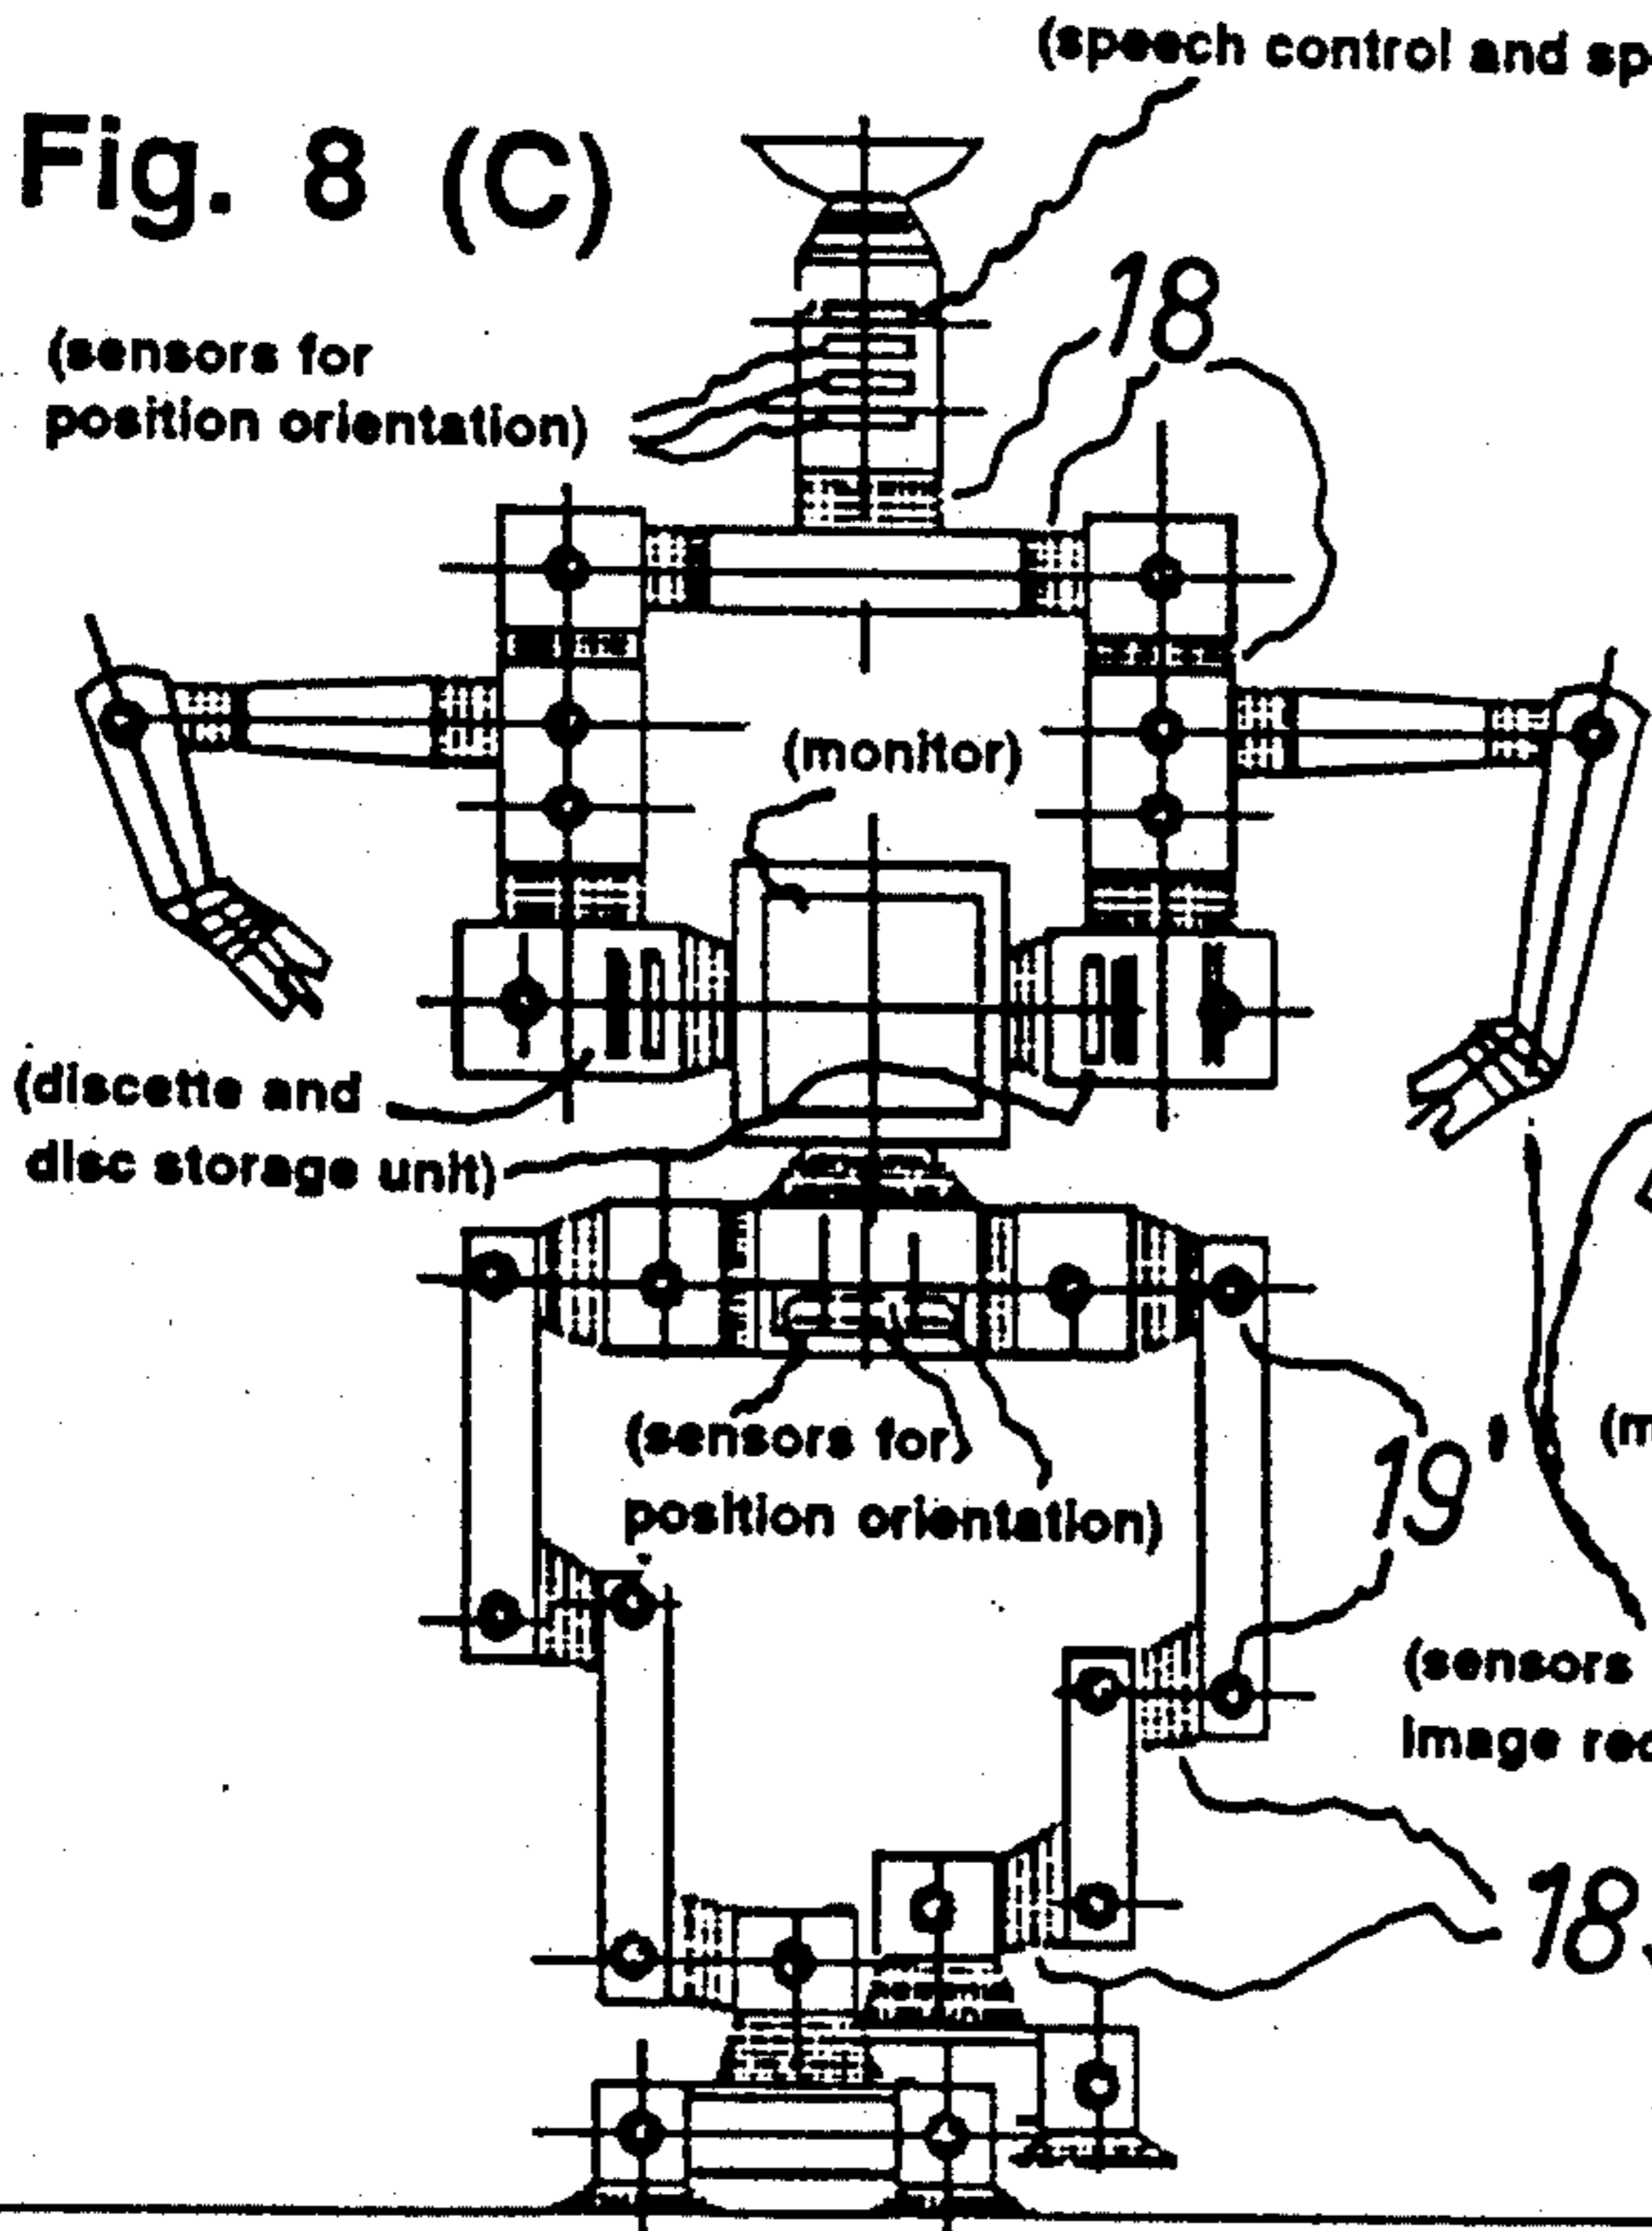 (speech control and sp
Fig. 8 (C)
18
(sensors for
position orientation)
(monitor)
(discette and
disc storage unit)
(sensors for
position orientation)
19'
(m
(sensors
image rec
18